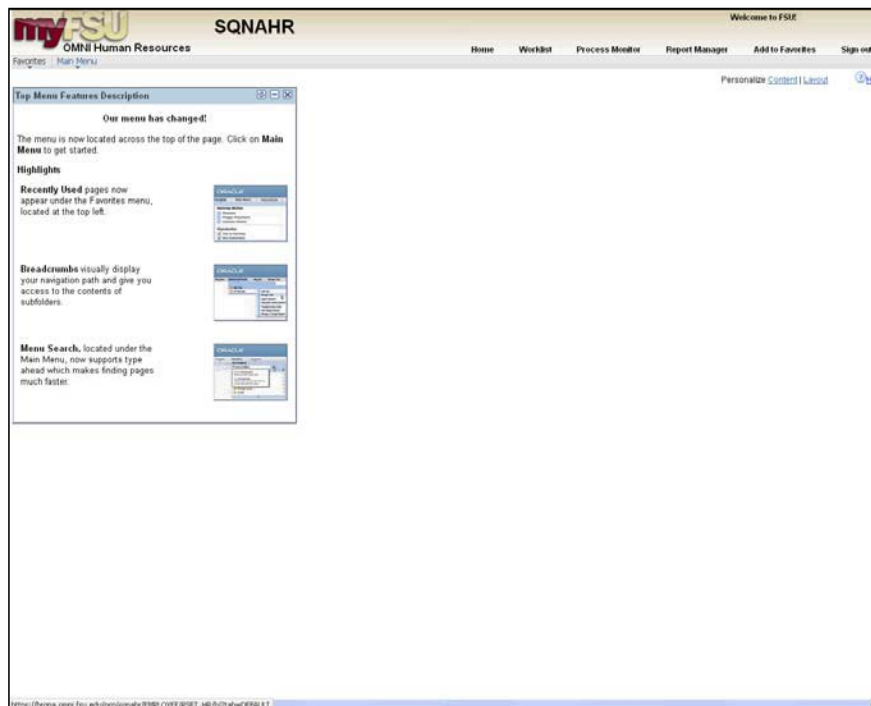 myFSU
SQNAHR
Welcome to FSU!
OMNI Human Resources
Home Worklist Process Monitor Report Manager Add to Favorites Sign out
Favorites Main Menu
Personalize Content | Layout
Top Menu Features Description
Our menu has changed!
The menu is now located across the top of the page. Click on Main
Menu to get started.
Highlights
Recently Used pages now
appear under the Favorites menu,
located at the top left.
ORACLE
Breadcrumbs visually display
your navigation path and give you
access to the contents of
subfolders.
ORACLE
Menu Search, located under the
Main Menu, now supports type
ahead which makes finding pages
much faster.
ORACLE